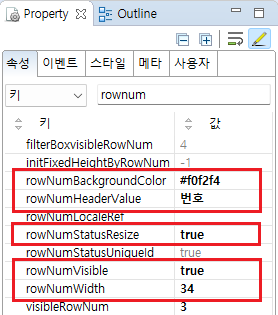 Property
Outline
속성 이벤트 스타일 메타 사용자
키 rownum
키 값
filterBoxvisibleRowNum 4
initFixedHeightByRowNum -1
rowNumBackgroundColor #f0f2f4
rowNumHeaderValue 번호
rowNumLocaleRef
rowNumStatusResize true
rowNumStatusUniqueId true
rowNumVisible true
rowNumWidth 34
visibleRowNum 3